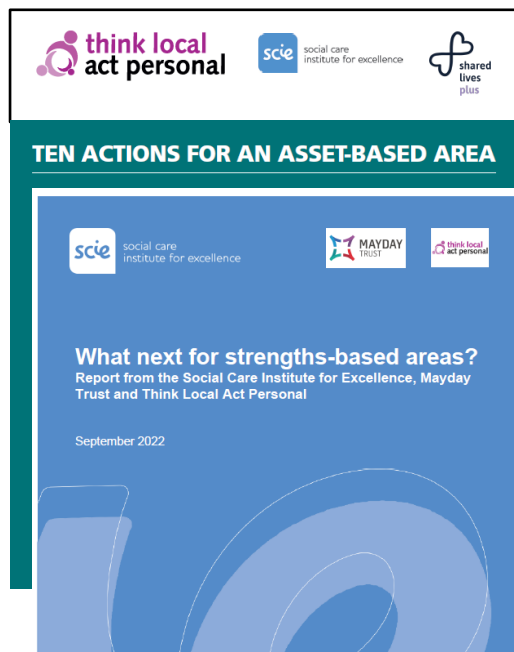 think local
act personal
scie social care
institute for excellence
shared
lives
plus
TEN ACTIONS FOR AN ASSET-BASED AREA
scie social care
institute for excellence
MAYDAY
TRUST
think local
act personal
What next for strengths-based areas?
Report from the Social Care Institute for Excellence, Mayday
Trust and Think Local Act Personal
September 2022